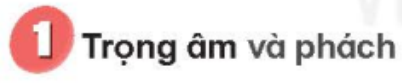 1 Trọng âm và phách